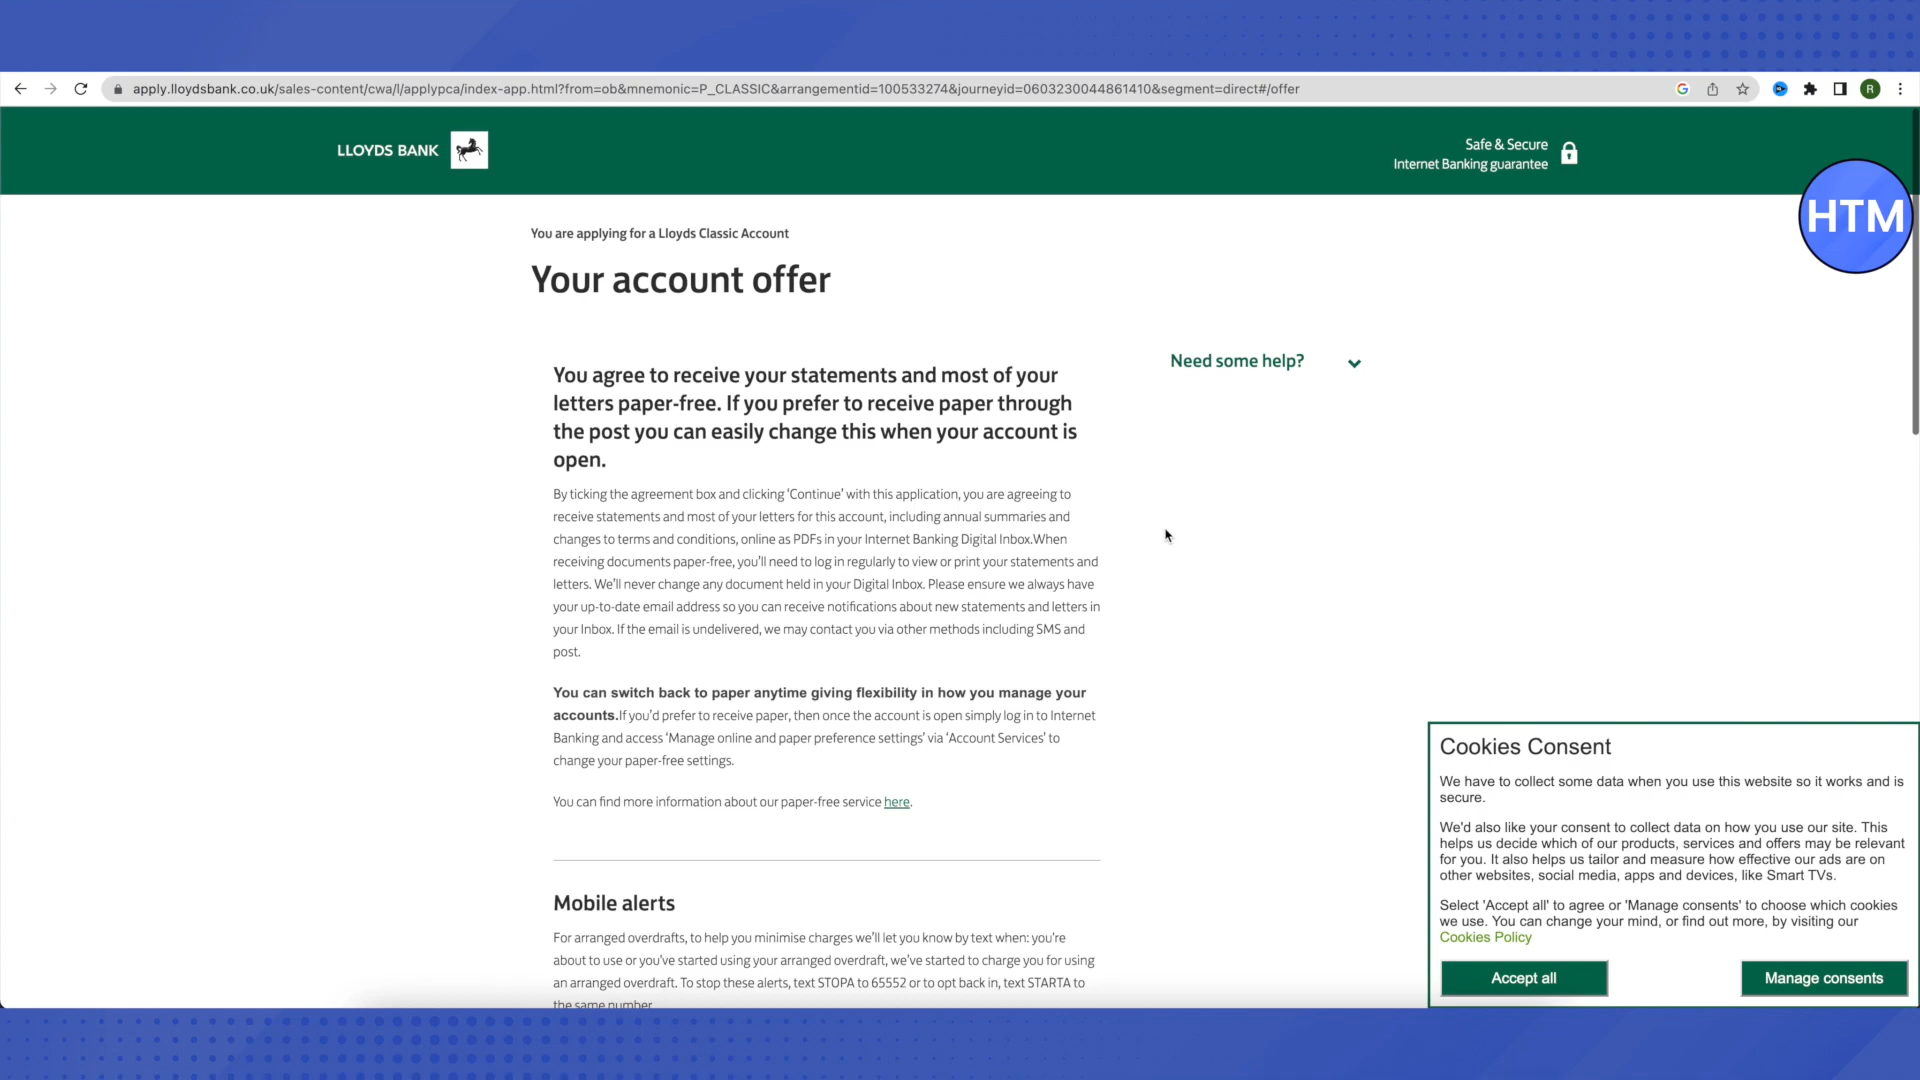 apply.lloydsbank.co.uk/sales-content/cwa/l/applypca/index-app.html?from=ob&mnemonic=P_CLASSIC&arrangementid=100533274&journeyid=0603230044861410&segment=direct#/offer
R
LLOYDS BANK
Safe & Secure
Internet Banking guarantee
HTM
You are applying for a Lloyds Classic Account
Your account offer
Need some help?
You agree to receive your statements and most of your
letters paper-free. If you prefer to receive paper through
the post you can easily change this when your account is
open.
By ticking the agreement box and clicking ‘Continue’ with this application, you are agreeing to
receive statements and most of your letters for this account, including annual summaries and
changes to terms and conditions, online as PDFs in your Internet Banking Digital Inbox.When
receiving documents paper-free, you’ll need to log in regularly to view or print your statements and
letters. We’ll never change any document held in your Digital Inbox. Please ensure we always have
your up-to-date email address so you can receive notifications about new statements and letters in
your Inbox. If the email is undelivered, we may contact you via other methods including SMS and
post.
You can switch back to paper anytime giving flexibility in how you manage your
accounts.If you’d prefer to receive paper, then once the account is open simply log in to Internet
Banking and access ‘Manage online and paper preference settings’ via ‘Account Services’ to
change your paper-free settings.
You can find more information about our paper-free service here.
Mobile alerts
For arranged overdrafts, to help you minimise charges we’ll let you know by text when: you’re
about to use or you’ve started using your arranged overdraft, we’ve started to charge you for using
an arranged overdraft. To stop these alerts, text STOPA to 65552 or to opt back in, text STARTA to
the same number
Cookies Consent
We have to collect some data when you use this website so it works and is
secure.
We'd also like your consent to collect data on how you use our site. This
helps us decide which of our products, services and offers may be relevant
for you. It also helps us tailor and measure how effective our ads are on
other websites, social media, apps and devices, like Smart TVs.
Select 'Accept all' to agree or 'Manage consents' to choose which cookies
we use. You can change your mind, or find out more, by visiting our
Cookies Policy
Accept all
Manage consents